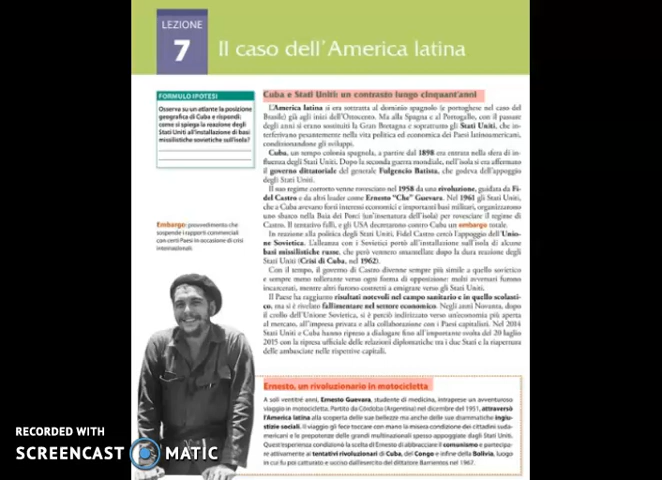 LEZIONE
7
Il caso dell'America latina
FORMULO IPOTESI
Osserva su un atlante la posizione
geografica di Cuba e rispondi:
come si spiega la reazione degli
Stati Uniti all'installazione di basi
missilistiche sovietiche sull'isola?
Cuba e Stati Uniti: un contrasto lungo cinquant'anni
L'America latina si era sottratta al dominio spagnolo (e portoghese nel caso del
Brasile) già agli inizi dell'Ottocento. Ma alla Spagna e al Portogallo, con il passare
degli anni si erano sostituiti la Gran Bretagna e soprattutto gli Stati Uniti, che in-
terferivano pesantemente nella vita politica ed economica dei Paesi latinoamericani,
condizionandone gli sviluppi.
Cuba, un tempo colonia spagnola, a partire dal 1898 era entrata nella sfera di in-
fluenza degli Stati Uniti. Dopo la seconda guerra mondiale, nell'isola si era affermato
il governo dittatoriale del generale Fulgencio Batista, che godeva dell'appoggio
degli Stati Uniti.
Il suo regime corrotto venne rovesciato nel 1958 da una rivoluzione, guidata da Fi-
del Castro e da altri leader come Ernesto "Che" Guevara. Nel 1961 gli Stati Uniti,
che a Cuba avevano forti interessi economici e importanti basi militari, organizzarono
uno sbarco nella Baia dei Porci (un'insenatura dell'isola) per rovesciare il regime di
Castro. Il tentativo fallì, e gli USA decretarono contro Cuba un embargo totale.
In reazione alla politica degli Stati Uniti, Fidel Castro cercò l'appoggio dell'Unio-
ne Sovietica. L'alleanza con i Sovietici portò all'installazione sull'isola di alcune
basi missilistiche russe, che però vennero smantellate dopo la dura reazione degli
Stati Uniti (Crisi di Cuba, nel 1962).
Con il tempo, il governo di Castro divenne sempre più simile a quello sovietico e
sempre meno tollerante verso ogni forma di opposizione: molti avversari furono
incarcerati, mentre altri furono costretti a emigrare verso gli Stati Uniti.
Il Paese ha raggiunto risultati notevoli nel campo sanitario e in quello scolasti-
co, ma si è rivelato fallimentare nel settore economico. Negli anni Novanta, dopo
il crollo dell'Unione Sovietica, si è perciò indirizzato verso un'economia più aperta
al mercato, all'impresa privata e alla collaborazione con i Paesi capitalisti. Nel 2014
Stati Uniti e Cuba hanno ripreso a dialogare fino all'importante svolta del 20 luglio
2015 con la ripresa ufficiale delle relazioni diplomatiche tra i due Stati e la riapertura
delle ambasciate nelle rispettive capitali.
Embargo: provvedimento che
sospende i rapporti commerciali
con certi Paesi in occasione di crisi
internazionali.
Ernesto, un rivoluzionario in motocicletta
A soli ventitré anni, Ernesto Guevara, studente di medicina, intraprese un avventuroso
viaggio in motocicletta. Partito da Córdoba (Argentina) nel dicembre del 1951, attraversò
l'America latina alla scoperta delle sue bellezze ma anche delle sue drammatiche ingiu-
stizie sociali. Il viaggio gli fece toccare con mano la misera condizione dei cittadini suda-
mericani e le prepotenze delle grandi multinazionali spesso appoggiate dagli Stati Uniti.
Quest'esperienza condizionò la scelta di Ernesto di abbracciare il comunismo e partecipa-
re attivamente ai tentativi rivoluzionari di Cuba, del Congo e infine della Bolivia, luogo
in cui fu poi catturato e ucciso dall'esercito del dittatore Barrientos nel 1967.
RECORDED WITH
SCREENCAST MATIC